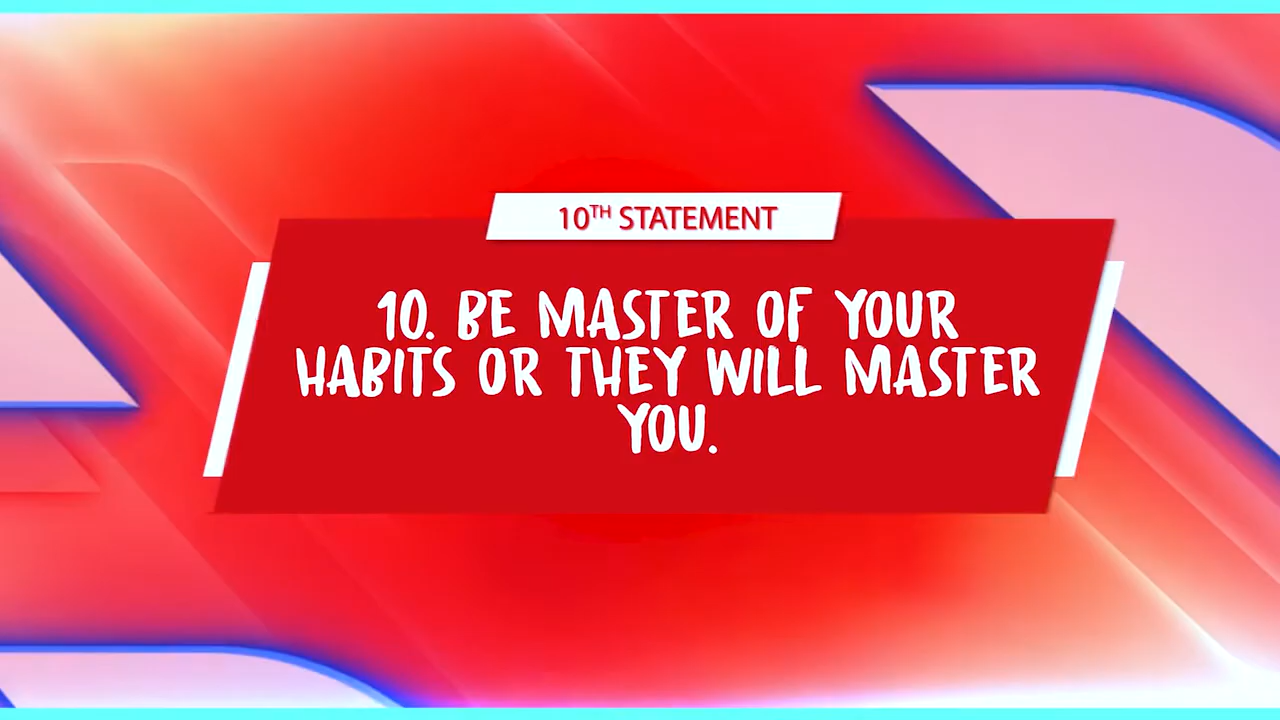 10TH STATEMENT
10. BE MASTER OF YOUR
HABITS OR THEY WILL MASTER
YOU.